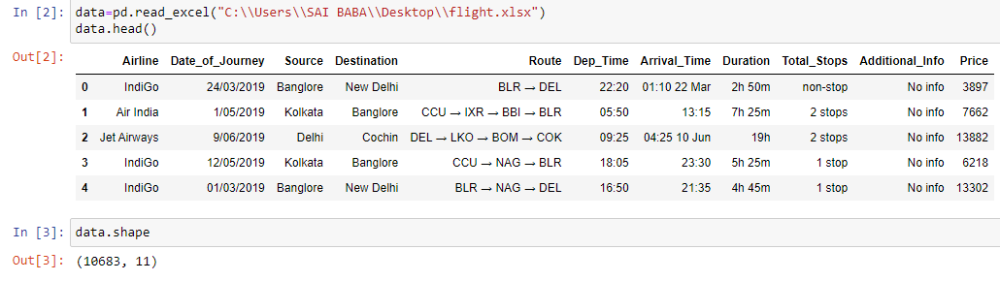 In [2]: data=pd.read_excel("C:\\Users\\SAI BABA\\Desktop\\flight.xlsx")
data.head()
Out[2]:
Airline Date_of_Journey Source Destination Route Dep_Time Arrival_Time Duration Total_Stops Additional_Info Price
0 IndiGo 24/03/2019 Banglore New Delhi BLR → DEL 22:20 01:10 22 Mar 2h 50m non-stop No info 3897
1 Air India 1/05/2019 Kolkata Banglore CCU → IXR → BBI → BLR 05:50 13:15 7h 25m 2 stops No info 7662
2 Jet Airways 9/06/2019 Delhi Cochin DEL → LKO → BOM → COK 09:25 04:25 10 Jun 19h 2 stops No info 13882
3 IndiGo 12/05/2019 Kolkata Banglore CCU → NAG → BLR 18:05 23:30 5h 25m 1 stop No info 6218
4 IndiGo 01/03/2019 Banglore New Delhi BLR → NAG → DEL 16:50 21:35 4h 45m 1 stop No info 13302
In [3]: data.shape
Out[3]: (10683, 11)